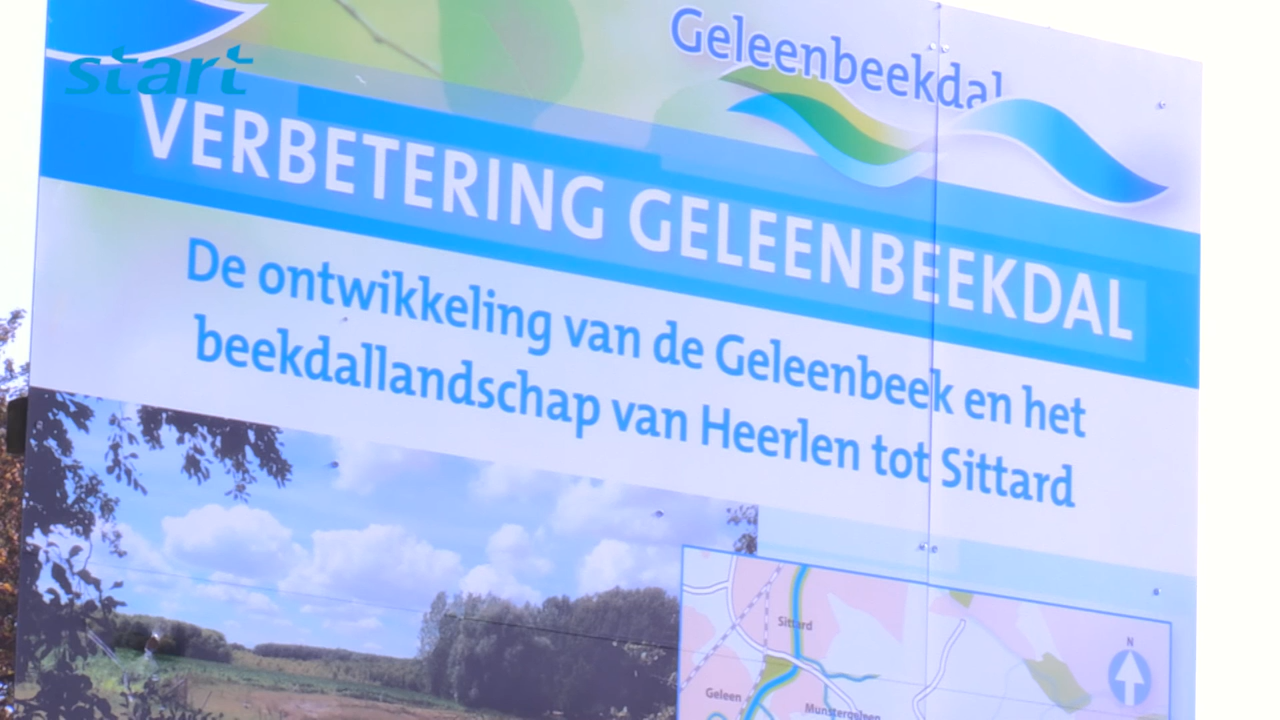 start
Geleenbeekdal
VERBETERING GELEENBEEKDAL
De ontwikkeling van de Geleenbeek en het
beekdallandschap van Heerlen tot Sittard
Sittard
N
Geleen
Munstergeleen